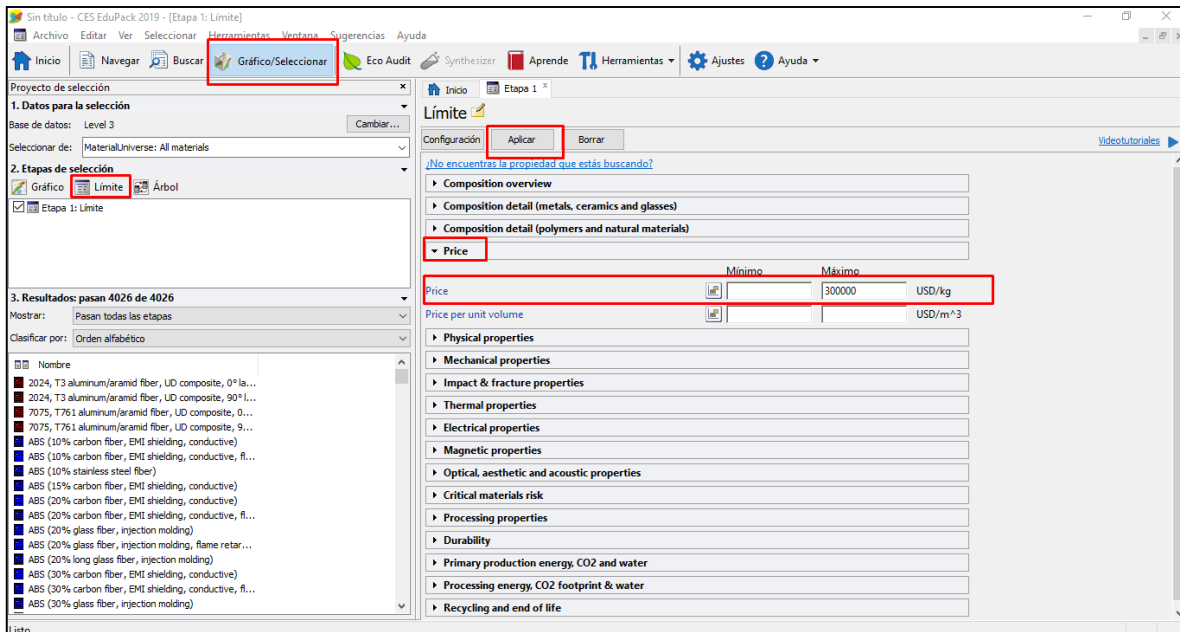 Sin título - CES EduPack 2019 - [Etapa 1: Límite]
Archivo Editar Ver Seleccionar Herramientas Ventana Sugerencias Ayuda
Inicio Navegar Buscar Gráfico/Seleccionar Eco Audit Synthesizer Aprende Herramientas Ajustes Ayuda
Proyecto de selección
1. Datos para la selección
Base de datos: Level 3 Cambiar...
Seleccionar de: MaterialUniverse: All materials
2. Etapas de selección
Gráfico Límite Árbol
Etapa 1: Límite
3. Resultados: pasan 4026 de 4026
Mostrar: Pasan todas las etapas
Clasificar por: Orden alfabético
Nombre
2024, T3 aluminum/aramid fiber, UD composite, 0° la...
2024, T3 aluminum/aramid fiber, UD composite, 90° l...
7075, T761 aluminum/aramid fiber, UD composite, 0...
7075, T761 aluminum/aramid fiber, UD composite, 9...
ABS (10% carbon fiber, EMI shielding, conductive)
ABS (10% carbon fiber, EMI shielding, conductive, fl...
ABS (10% stainless steel fiber)
ABS (15% carbon fiber, EMI shielding, conductive)
ABS (20% carbon fiber, EMI shielding, conductive)
ABS (20% carbon fiber, EMI shielding, conductive, fl...
ABS (20% glass fiber, injection molding)
ABS (20% glass fiber, injection molding, flame retar...
ABS (20% long glass fiber, injection molding)
ABS (30% carbon fiber, EMI shielding, conductive)
ABS (30% carbon fiber, EMI shielding, conductive, fl...
ABS (30% glass fiber, injection molding)
Listo
Inicio Etapa 1
Límite
Configuración Aplicar Borrar Videotutoriales
¿No encuentras la propiedad que estás buscando?
Composition overview
Composition detail (metals, ceramics and glasses)
Composition detail (polymers and natural materials)
Price
Mínimo Máximo
Price 300000 USD/kg
Price per unit volume USD/m^3
Physical properties
Mechanical properties
Impact & fracture properties
Thermal properties
Electrical properties
Magnetic properties
Optical, aesthetic and acoustic properties
Critical materials risk
Processing properties
Durability
Primary production energy, CO2 and water
Processing energy, CO2 footprint & water
Recycling and end of life